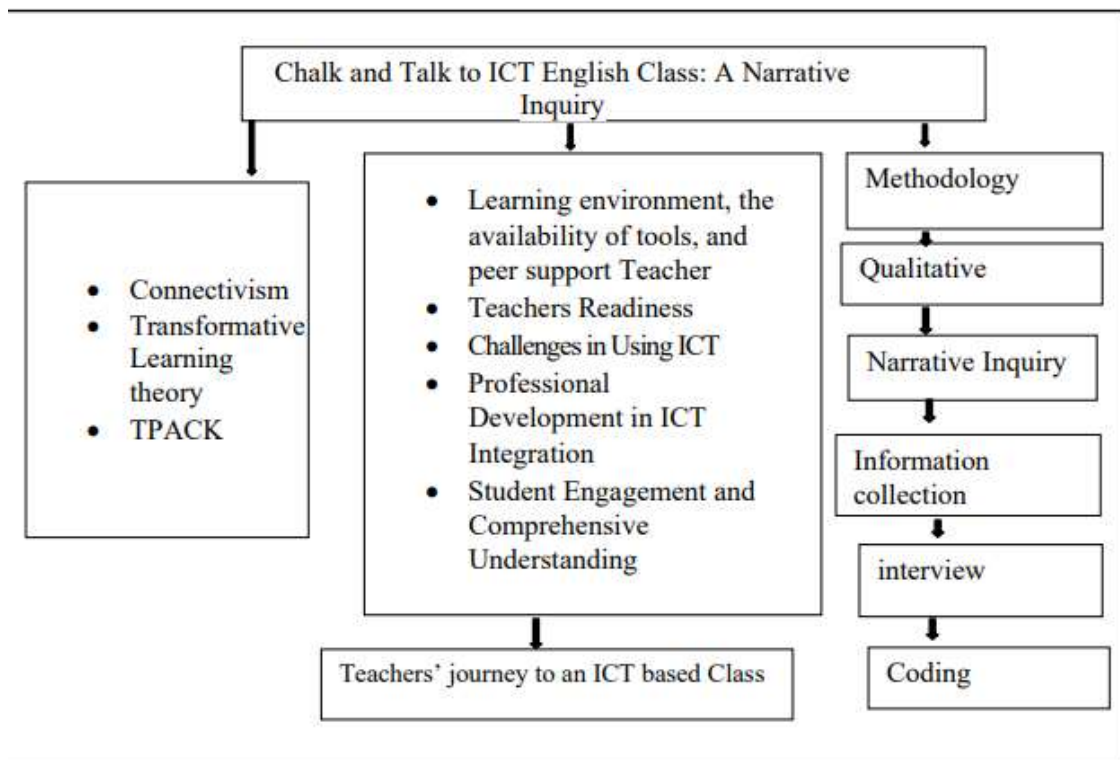 Chalk and Talk to ICT English Class: A Narrative
Inquiry
• Connectivism
• Transformative
Learning
theory
• TPACK
• Learning environment, the
availability of tools, and
peer support Teacher
• Teachers Readiness
• Challenges in Using ICT
• Professional
Development in ICT
Integration
• Student Engagement and
Comprehensive
Understanding
Teachers’ journey to an ICT based Class
Methodology
Qualitative
Narrative Inquiry
Information
collection
interview
Coding